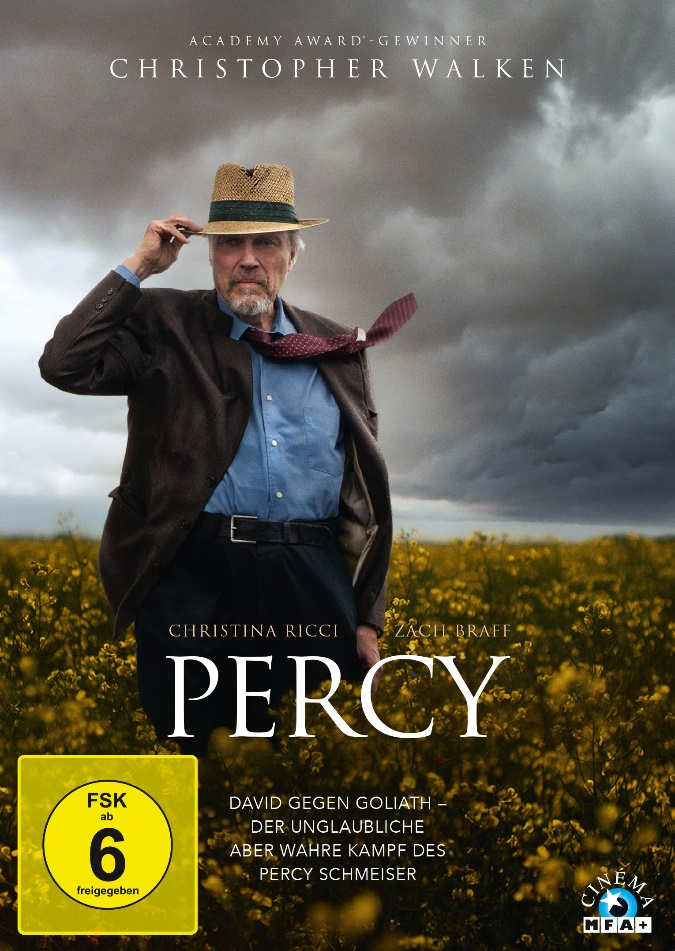 ACADEMY AWARD®-GEWINNER
CHRISTOPHER WALKEN
CHRISTINA RICCI ZACH BRAFF
PERCY
DAVID GEGEN GOLIATH –
DER UNGLAUBLICHE
ABER WAHRE KAMPF DES
PERCY SCHMEISER
FSK
ab
6
freigegeben
CINÉMA
MFA+